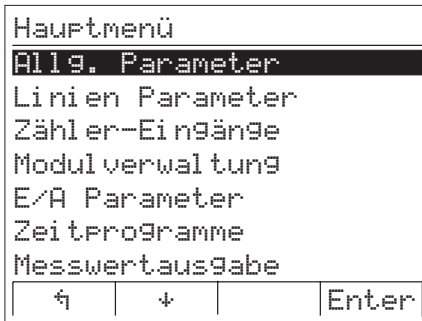 Hauptmenü
Allg. Parameter
Linien Parameter
Zähler-Eingänge
Modulverwaltung
E/A Parameter
Zeitprogramme
Messwertausgabe
↰ ↓ Enter